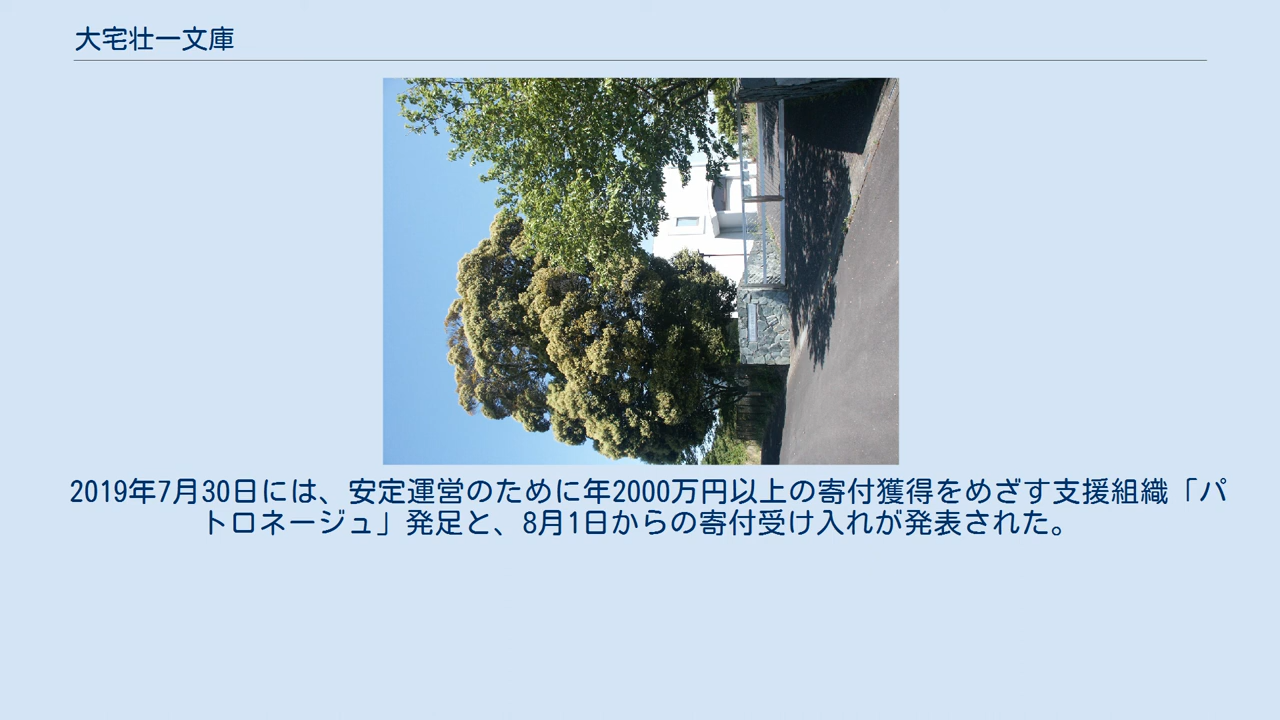 大宅壮一文庫
2019年7月30日には、安定運営のために年2000万円以上の寄付獲得をめざす支援組織「パ
トロネージュ」発足と、8月1日からの寄付受け入れが発表された。